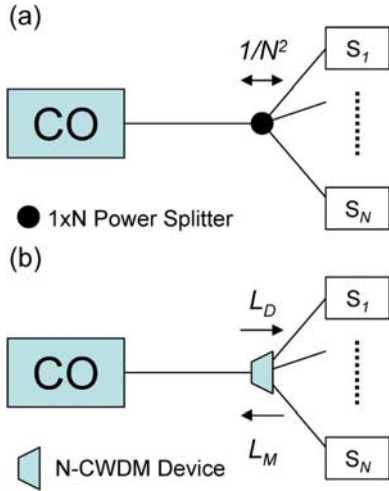 (a)
1/N²
S₁
CO
S_N
1xN Power Splitter
(b)
L_D
S₁
CO
L_M
S_N
N-CWDM Device